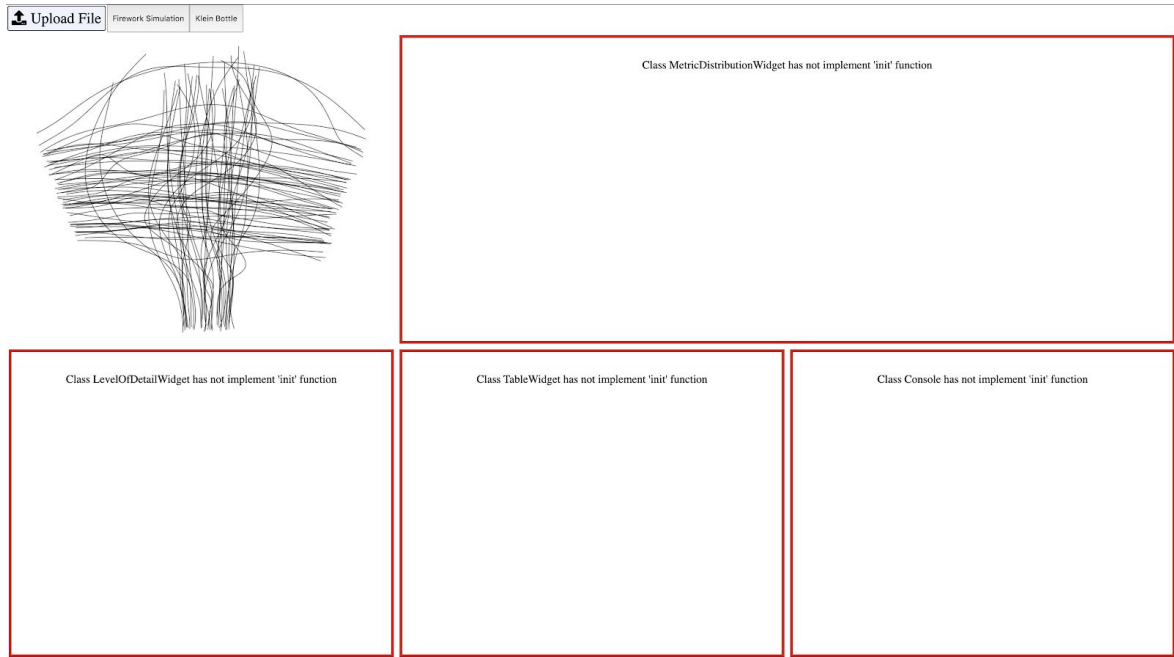 Upload File
Firework Simulation
Klein Bottle
Class MetricDistributionWidget has not implement 'init' function
Class LevelOfDetailWidget has not implement 'init' function
Class TableWidget has not implement 'init' function
Class Console has not implement 'init' function